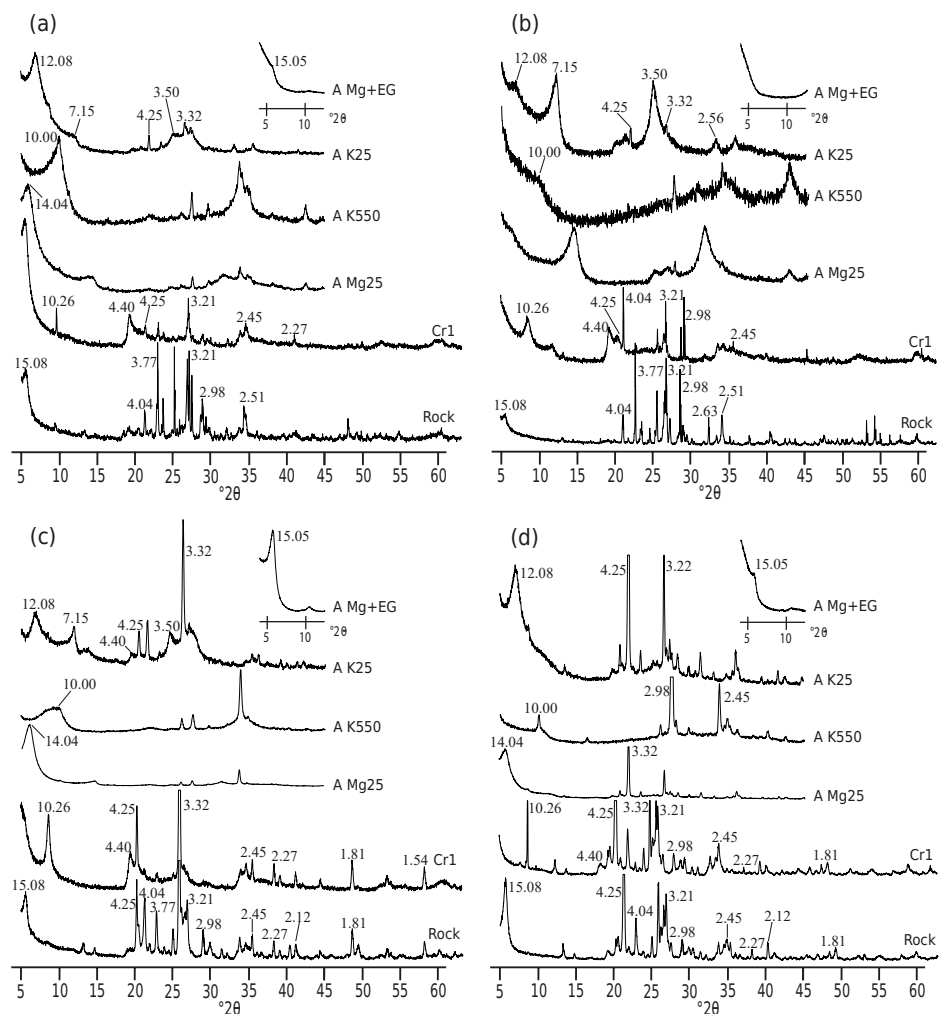 (a)
12.08
7.15
3.50
4.25
3.32
15.05
5
10
°2θ
A Mg+EG
A K25
10.00
A K550
14.04
A Mg25
10.26
4.40
4.25
3.21
2.45
2.27
Cr1
15.08
4.04
3.77
3.21
2.98
2.51
Rock
5 10 15 20 25 30 35 40 45 50 55 60
°2θ
(b)
12.08
7.15
3.50
4.25
3.32
2.56
A Mg+EG
5
10
°2θ
A K25
10.00
A K550
A Mg25
10.26
4.25
4.40
4.04
3.21
2.98
2.45
Cr1
15.08
4.04
3.77
3.21
2.98
2.63
2.51
Rock
5 10 15 20 25 30 35 40 45 50 55 60
°2θ
(c)
3.32
15.05
A Mg+EG
5
10
°2θ
12.08
7.15
4.40
4.25
3.50
A K25
10.00
A K550
14.04
A Mg25
10.26
4.25
4.40
3.32
2.45
2.27
1.81
1.54
Cr1
15.08
4.25
4.04
3.77
3.21
2.98
2.45
2.27
2.12
1.81
Rock
5 10 15 20 25 30 35 40 45 50 55 60
°2θ
(d)
12.08
4.25
3.22
15.05
A Mg+EG
5
10
°2θ
A K25
10.00
2.98
2.45
A K550
14.04
3.32
A Mg25
10.26
4.25
4.40
3.32
3.21
2.98
2.45
2.27
1.81
Cr1
15.08
4.25
4.04
3.21
2.98
2.45
2.27
2.12
1.81
Rock
5 10 15 20 25 30 35 40 45 50 55 60
°2θ